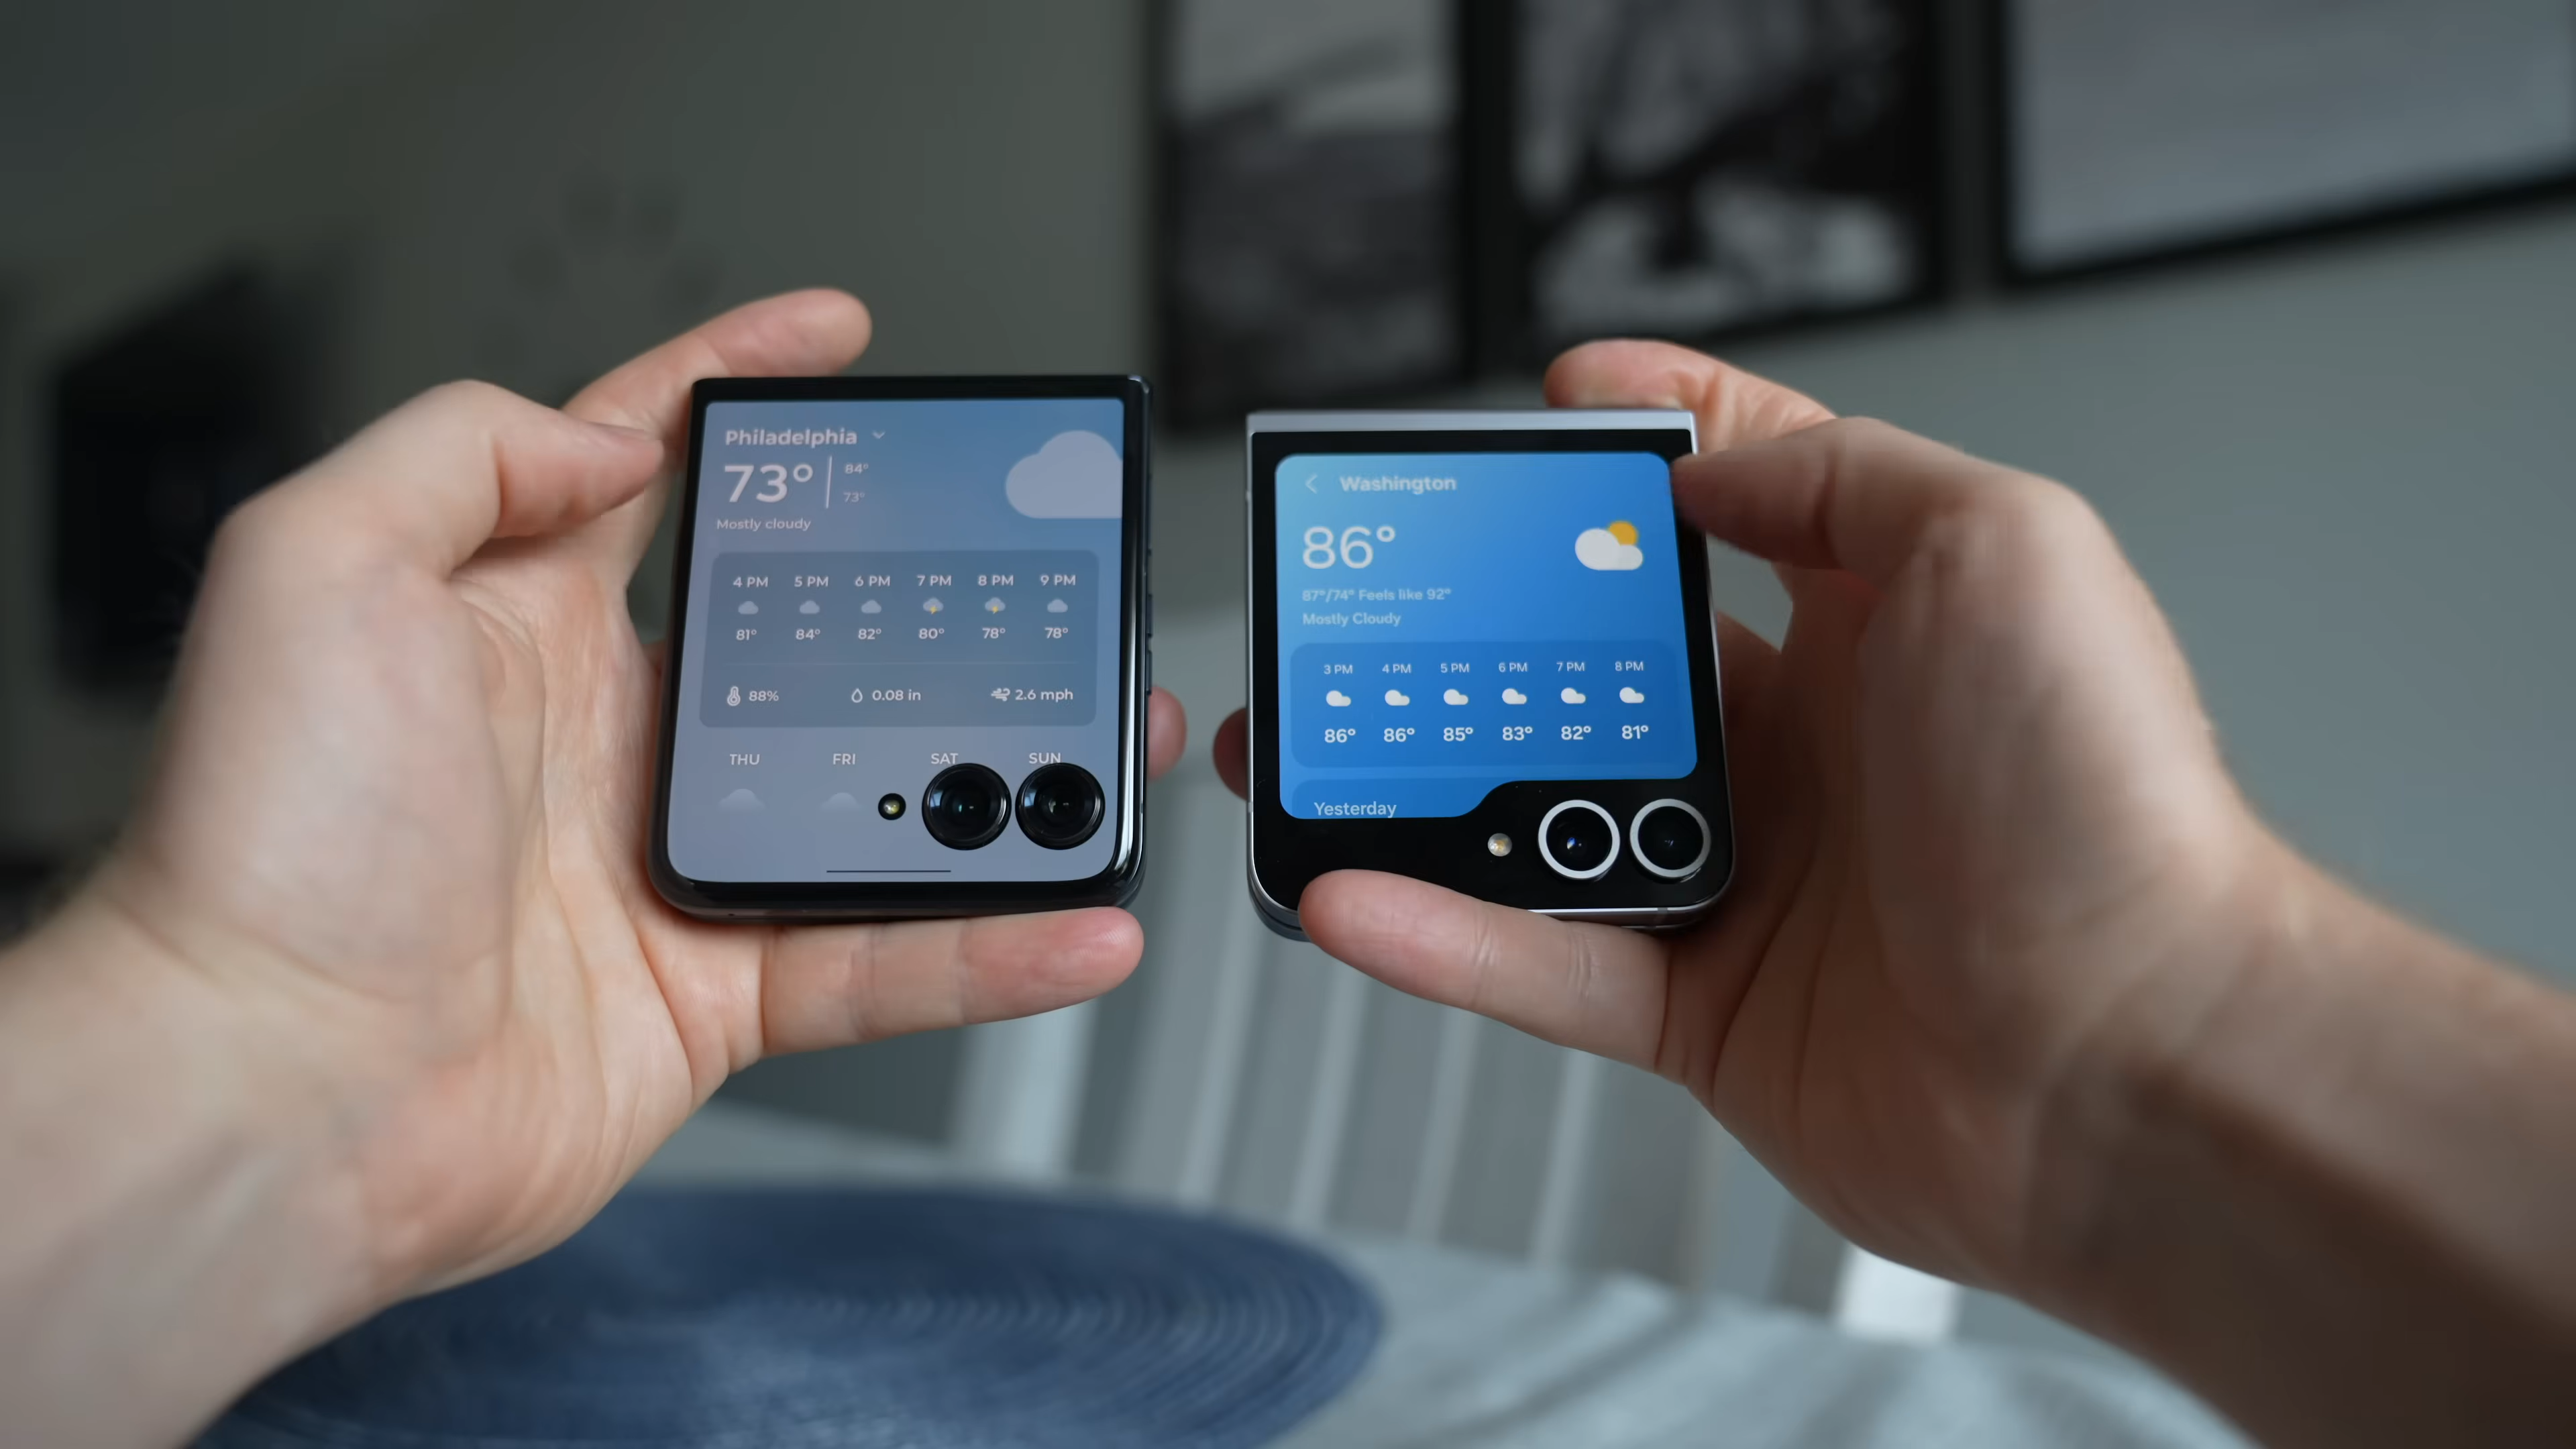 Philadelphia
73° 84°
73°
Mostly cloudy
4 PM 5 PM 6 PM 7 PM 8 PM 9 PM
81° 84° 82° 80° 78° 78°
88% 0.08 in 2.6 mph
THU FRI SAT SUN
Washington
86°
87°/74° Feels like 92°
Mostly Cloudy
3 PM 4 PM 5 PM 6 PM 7 PM 8 PM
86° 86° 85° 83° 82° 81°
Yesterday